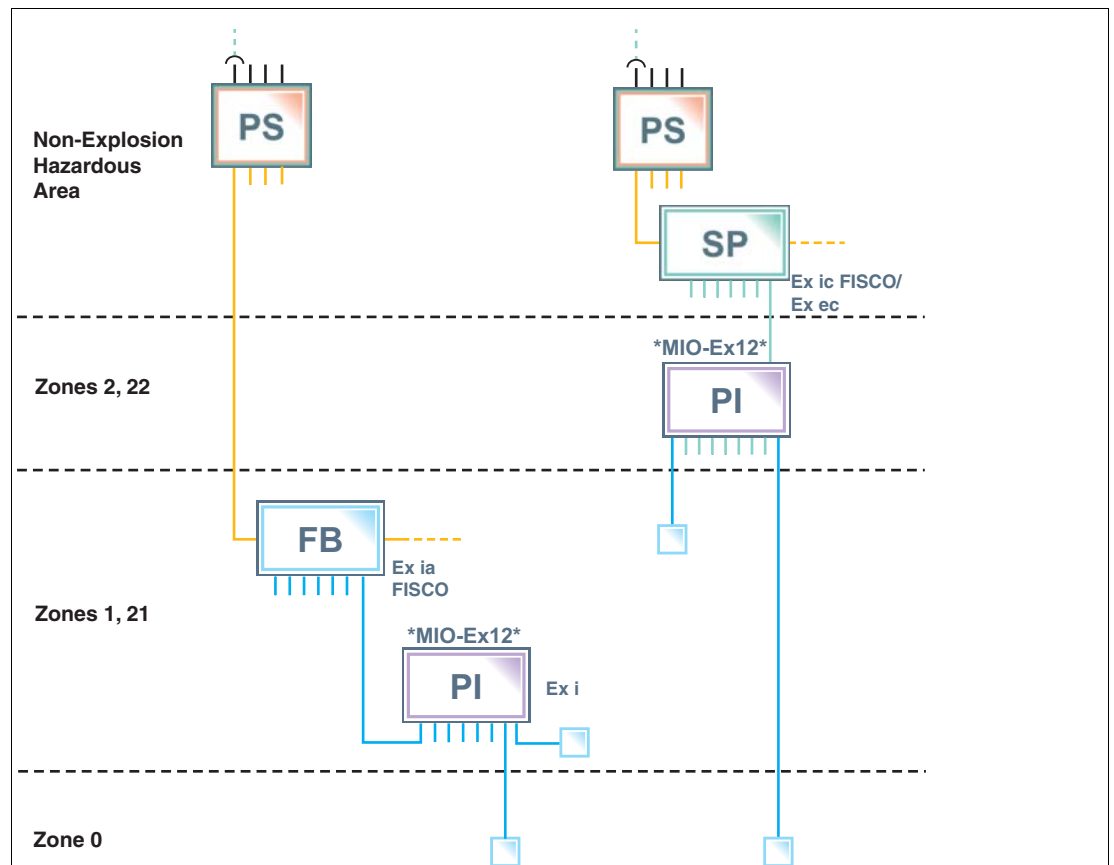 PS
PS
Non-Explosion
Hazardous
Area
SP
Ex ic FISCO/
Ex ec
*MIO-Ex12*
Zones 2, 22
PI
FB
Ex ia
FISCO
Zones 1, 21
*MIO-Ex12*
PI
Ex i
Zone 0